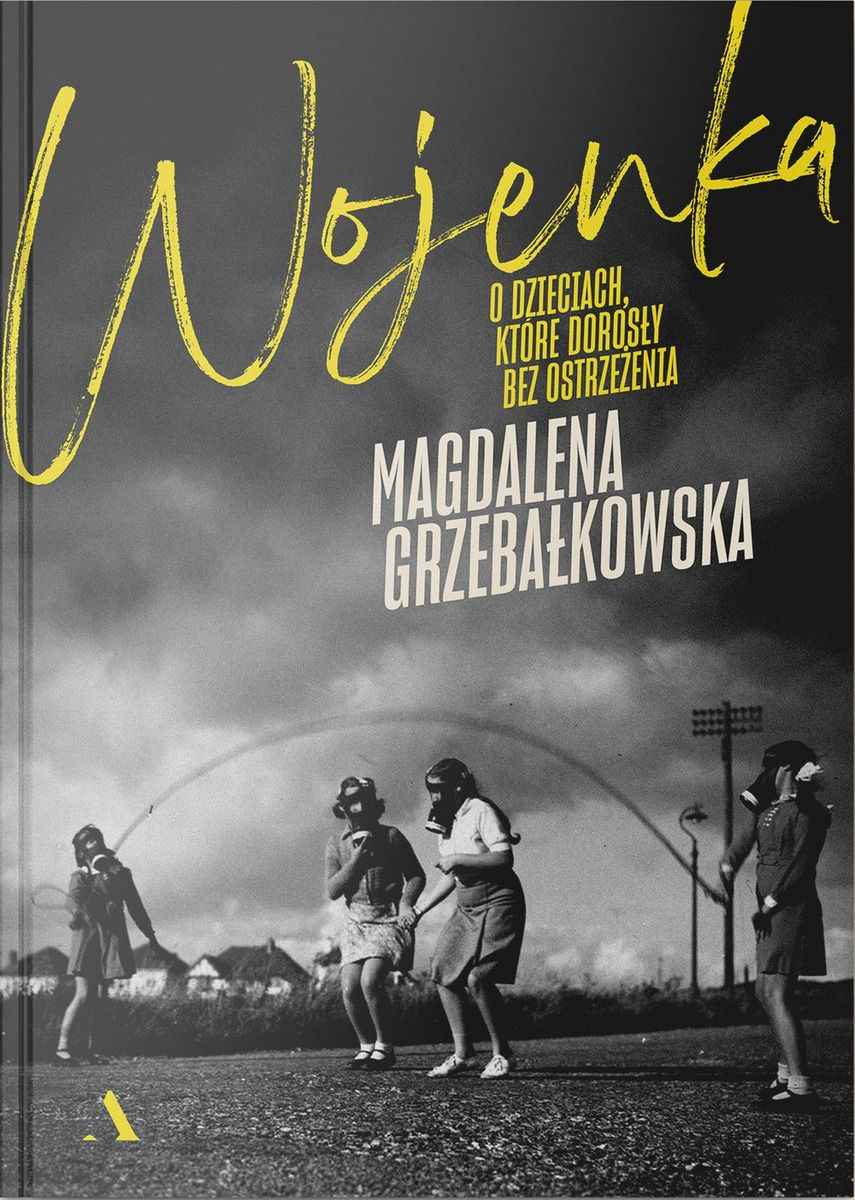 Wojenka
O DZIECIACH,
KTÓRE DOROSŁY
BEZ OSTRZEŻENIA
MAGDALENA
GRZEBAŁKOWSKA